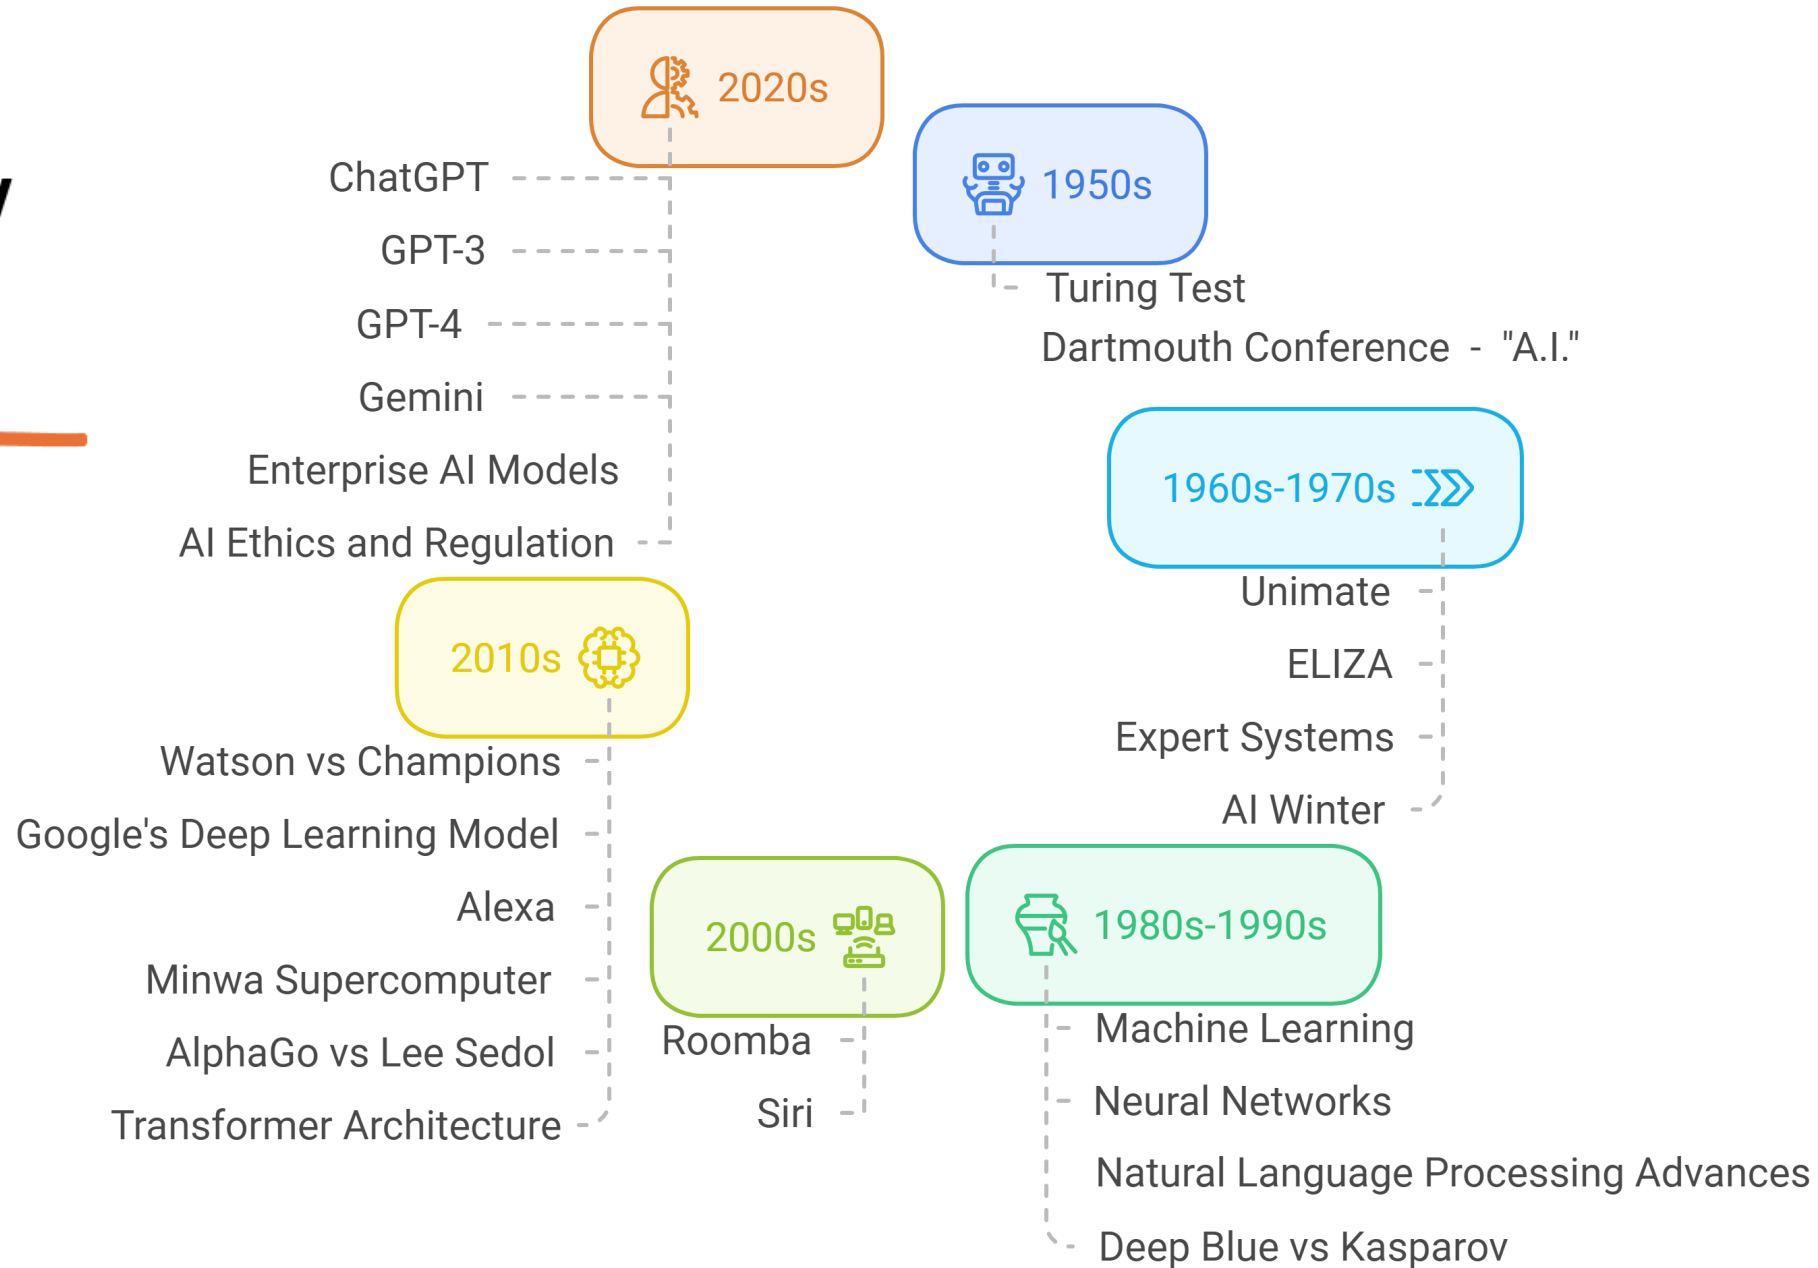 2020s
ChatGPT
GPT-3
GPT-4
Gemini
Enterprise AI Models
AI Ethics and Regulation
1950s
Turing Test
Dartmouth Conference - "A.I."
1960s-1970s
Unimate
ELIZA
Expert Systems
AI Winter
1980s-1990s
Machine Learning
Neural Networks
Natural Language Processing Advances
Deep Blue vs Kasparov
2000s
Roomba
Siri
2010s
Watson vs Champions
Google's Deep Learning Model
Alexa
Minwa Supercomputer
AlphaGo vs Lee Sedol
Transformer Architecture